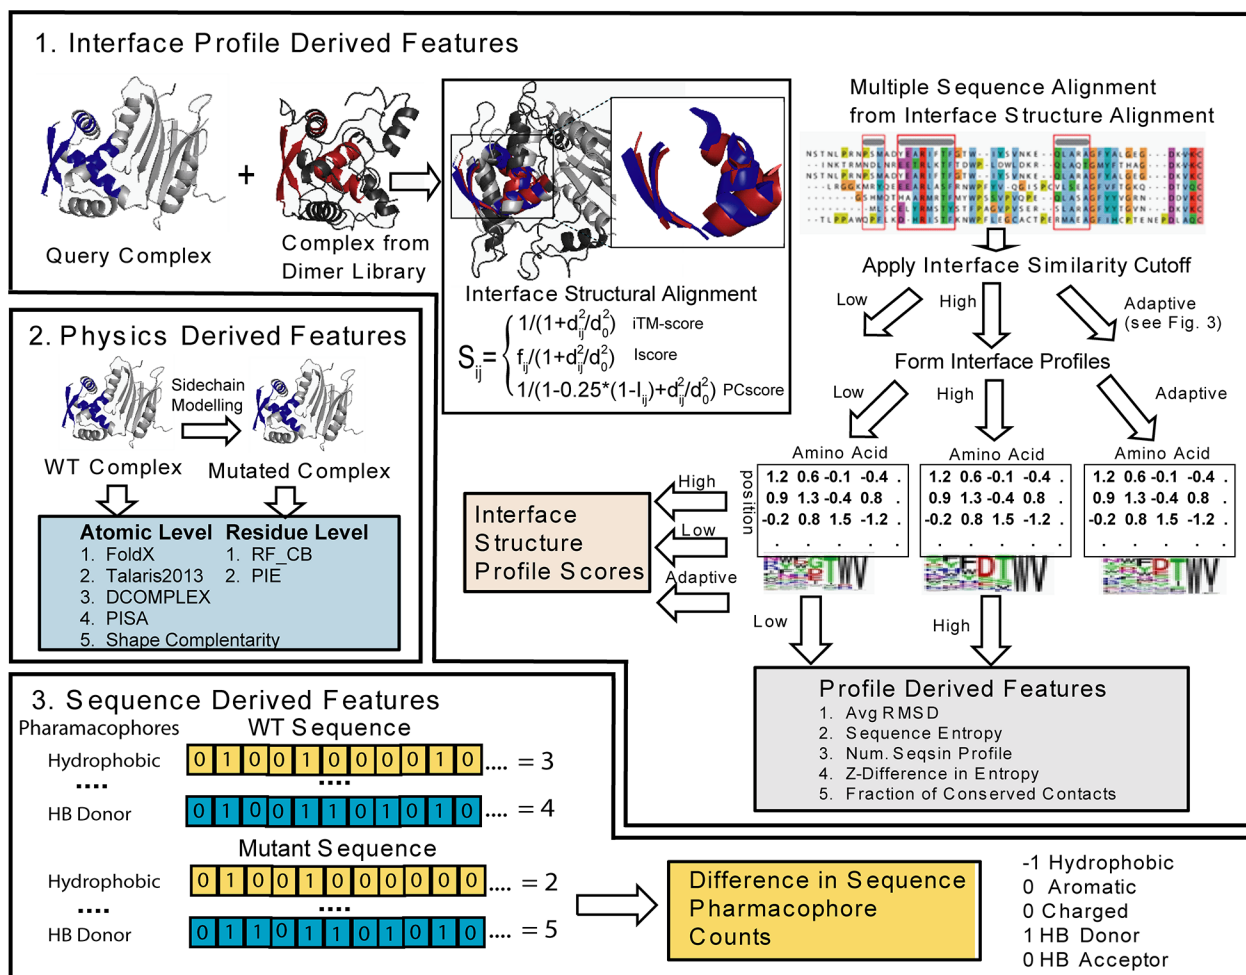 1. Interface Profile Derived Features
Query Complex
+
Complex from
Dimer Library
Interface Structural Alignment
S_ij = { 1/(1+d²_ij/d²_0) iTM-score
f_ij/(1+d²_ij/d²_0) Iscore
1/(1-0.25*(1-I_ij)+d²_ij/d²_0) PCscore
Multiple Sequence Alignment
from Interface Structure Alignment
Apply Interface Similarity Cutoff
Low
High
Adaptive
(see Fig. 3)
Form Interface Profiles
Low
High
Adaptive
Amino Acid
Amino Acid
Amino Acid
position
1.2 0.6 -0.1 -0.4 .
0.9 1.3 -0.4 0.8 .
-0.2 0.8 1.5 -1.2 .
. . . . .
1.2 0.6 -0.1 -0.4 .
0.9 1.3 -0.4 0.8 .
-0.2 0.8 1.5 -1.2 .
. . . . .
1.2 0.6 -0.1 -0.4 .
0.9 1.3 -0.4 0.8 .
-0.2 0.8 1.5 -1.2 .
. . . . .
TWV
DTWV
DTWV
High
Low
Adaptive
Interface
Structure
Profile Scores
Low
High
Profile Derived Features
1. Avg RMSD
2. Sequence Entropy
3. Num. Seqsin Profile
4. Z-Difference in Entropy
5. Fraction of Conserved Contacts
2. Physics Derived Features
Sidechain
Modelling
WT Complex
Mutated Complex
Atomic Level
1. FoldX
2. Talaris2013
3. DCOMPLEX
4. PISA
5. Shape Complentarity
Residue Level
1. RF_CB
2. PIE
3. Sequence Derived Features
Pharamacophores
WT Sequence
Hydrophobic 0 1 0 0 1 0 0 0 0 1 0 .... = 3
.... ....
HB Donor 0 1 0 0 1 1 0 1 0 1 0 .... = 4
Mutant Sequence
Hydrophobic 0 1 0 0 1 0 0 0 0 0 0 .... = 2
.... ....
HB Donor 0 1 1 0 1 1 0 1 0 1 0 .... = 5
Difference in Sequence
Pharmacophore
Counts
-1 Hydrophobic
0 Aromatic
0 Charged
1 HB Donor
0 HB Acceptor